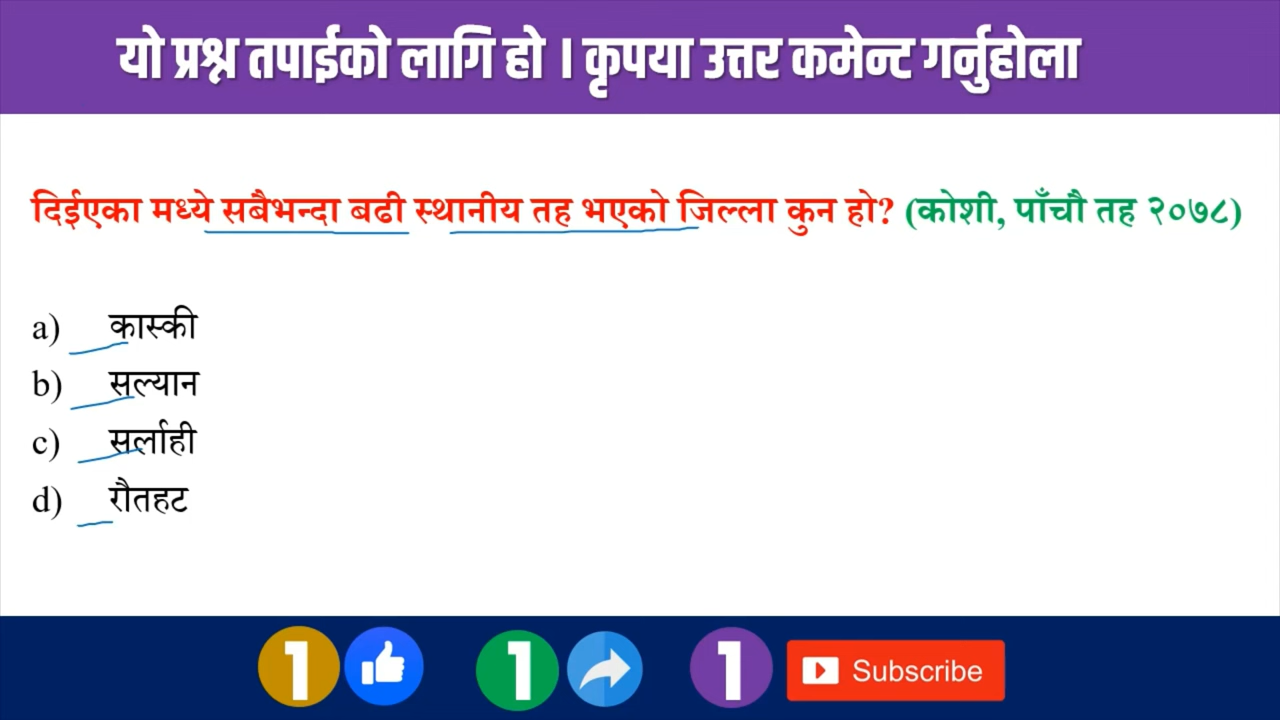 यो प्रश्न तपाईको लागि हो । कृपया उत्तर कमेन्ट गर्नुहोला
दिईएका मध्ये सबैभन्दा बढी स्थानीय तह भएको जिल्ला कुन हो? (कोशी, पाँचौ तह २०७८)
a) कास्की
b) सल्यान
c) सर्लाही
d) रौतहट
1 1 1 Subscribe